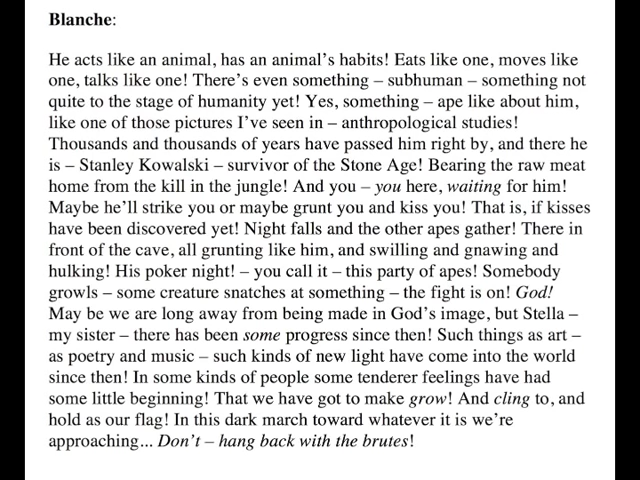 Blanche:
He acts like an animal, has an animal's habits! Eats like one, moves like
one, talks like one! There's even something – subhuman – something not
quite to the stage of humanity yet! Yes, something – ape like about him,
like one of those pictures I've seen in – anthropological studies!
Thousands and thousands of years have passed him right by, and there he
is – Stanley Kowalski – survivor of the Stone Age! Bearing the raw meat
home from the kill in the jungle! And you – you here, waiting for him!
Maybe he'll strike you or maybe grunt you and kiss you! That is, if kisses
have been discovered yet! Night falls and the other apes gather! There in
front of the cave, all grunting like him, and swilling and gnawing and
hulking! His poker night! – you call it – this party of apes! Somebody
growls – some creature snatches at something – the fight is on! God!
May be we are long away from being made in God's image, but Stella –
my sister – there has been some progress since then! Such things as art –
as poetry and music – such kinds of new light have come into the world
since then! In some kinds of people some tenderer feelings have had
some little beginning! That we have got to make grow! And cling to, and
hold as our flag! In this dark march toward whatever it is we're
approaching... Don't – hang back with the brutes!